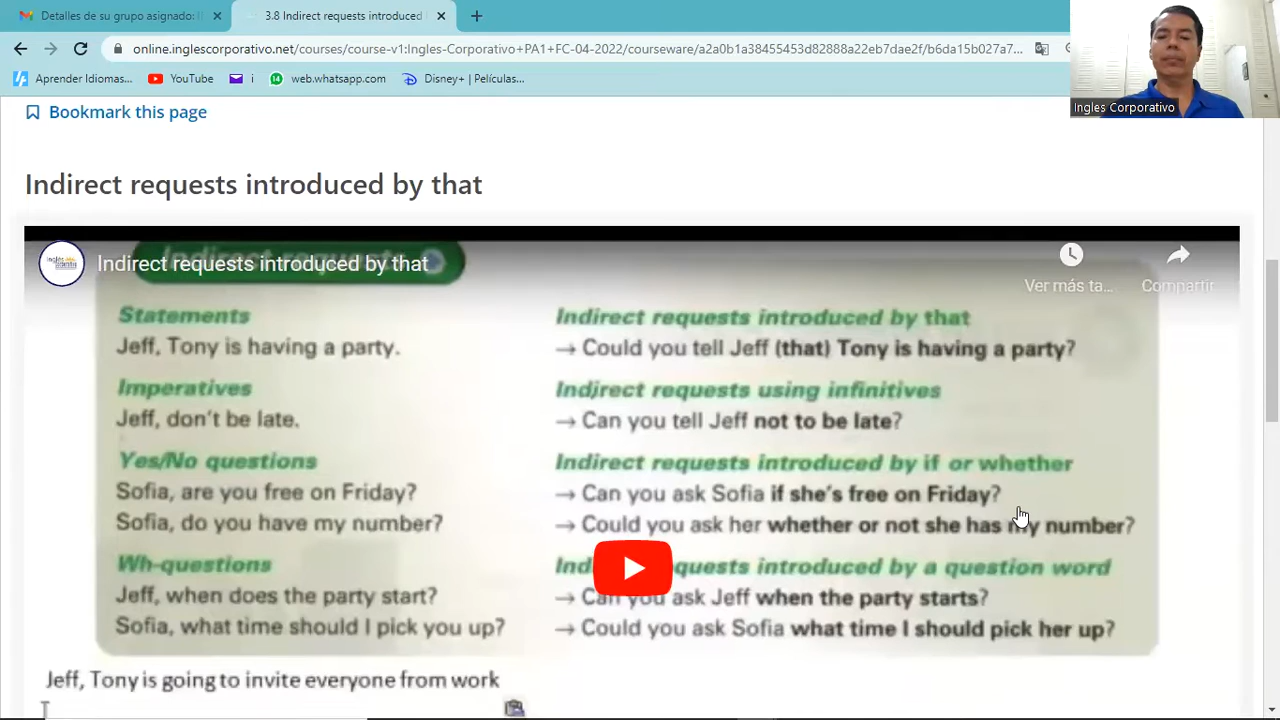 Detalles de su grupo asignado:
3.8 Indirect requests introduced
online.inglescorporativo.net/courses/course-v1:Ingles-Corporativo+PA1+FC-04-2022/courseware/a2a0b1a38455453d82888a22eb7dae2f/b6da15b027a7...
Aprender Idiomas...
YouTube
i
14
web.whatsapp.com
Disney+ | Películas...
Ingles Corporativo
Bookmark this page
Indirect requests introduced by that
Indirect requests introduced by that
Ver más ta...
Compartir
Statements
Indirect requests introduced by that
Jeff, Tony is having a party.
→ Could you tell Jeff (that) Tony is having a party?
Imperatives
Indirect requests using infinitives
Jeff, don't be late.
→ Can you tell Jeff not to be late?
Yes/No questions
Indirect requests introduced by if or whether
Sofia, are you free on Friday?
→ Can you ask Sofia if she's free on Friday?
Sofia, do you have my number?
→ Could you ask her whether or not she has my number?
Wh-questions
requests introduced by a question word
Jeff, when does the party start?
→ Can you ask Jeff when the party starts?
Sofia, what time should I pick you up?
→ Could you ask Sofia what time I should pick her up?
Jeff, Tony is going to invite everyone from work